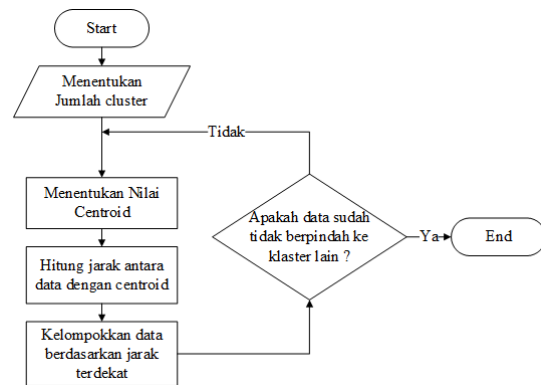 Start
Menentukan
Jumlah cluster
Tidak
Menentukan Nilai
Centroid
Hitung jarak antara
data dengan centroid
Kelompokkan data
berdasarkan jarak
terdekat
Apakah data sudah
tidak berpindah ke
klaster lain ?
Ya
End